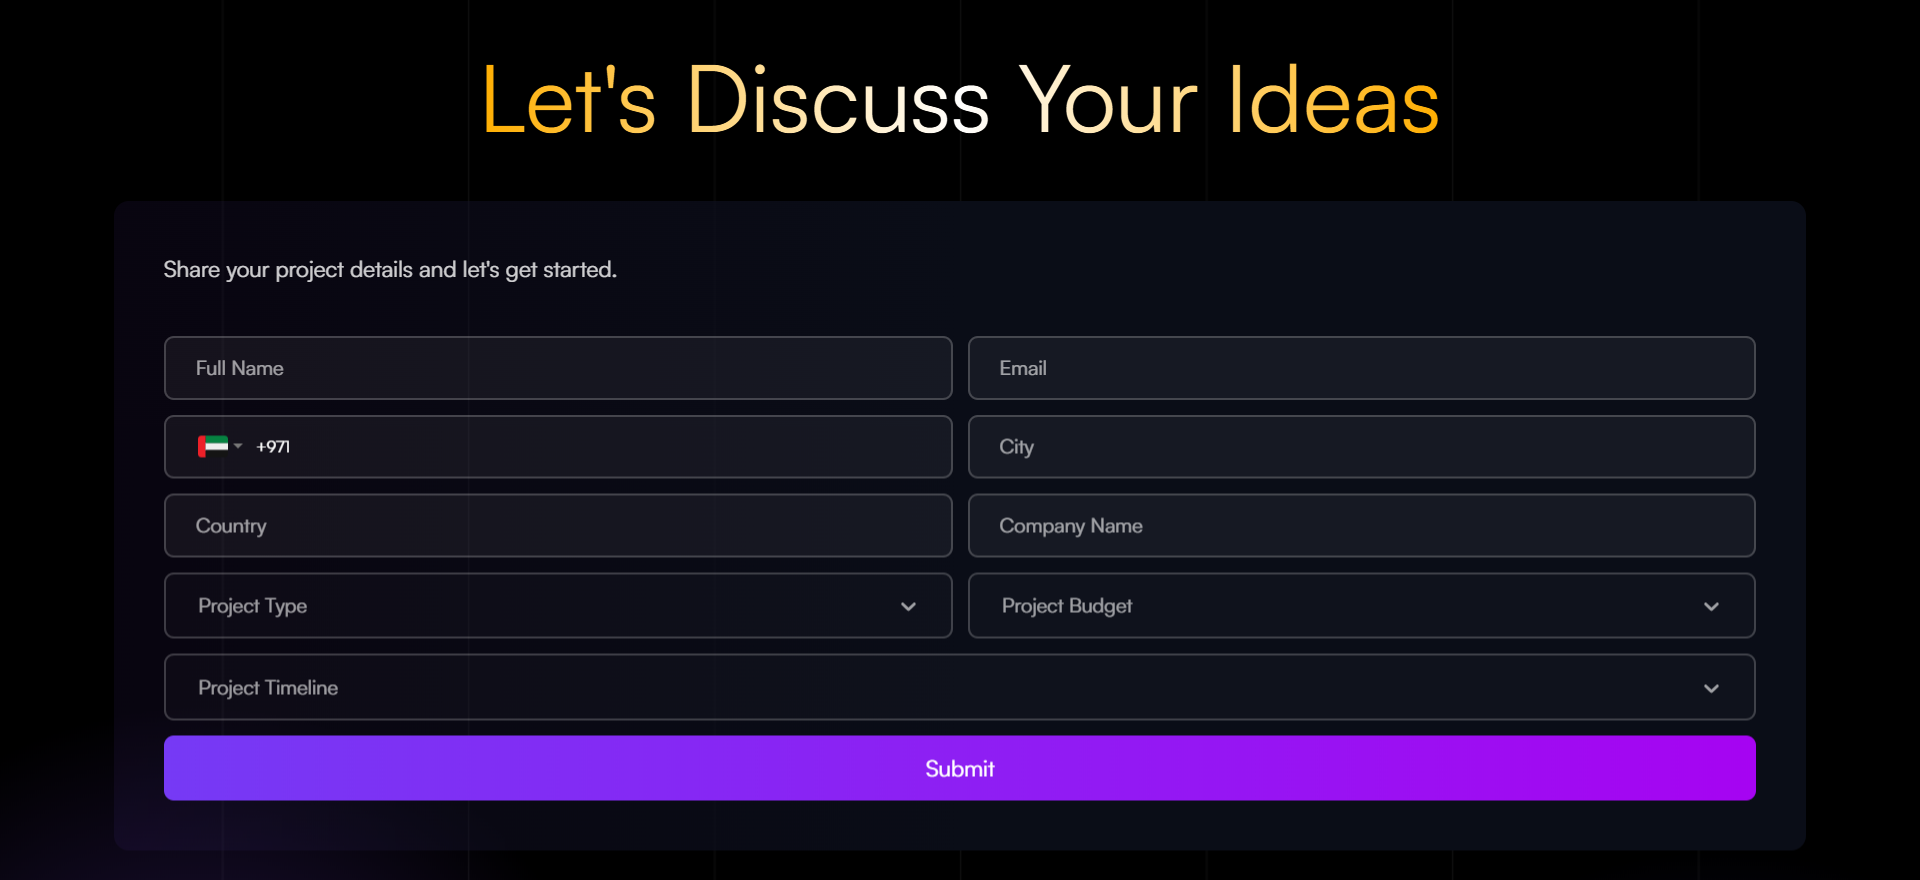 Let's Discuss Your Ideas
Share your project details and let's get started.
Full Name
Email
+971
City
Country
Company Name
Project Type
Project Budget
Project Timeline
Submit